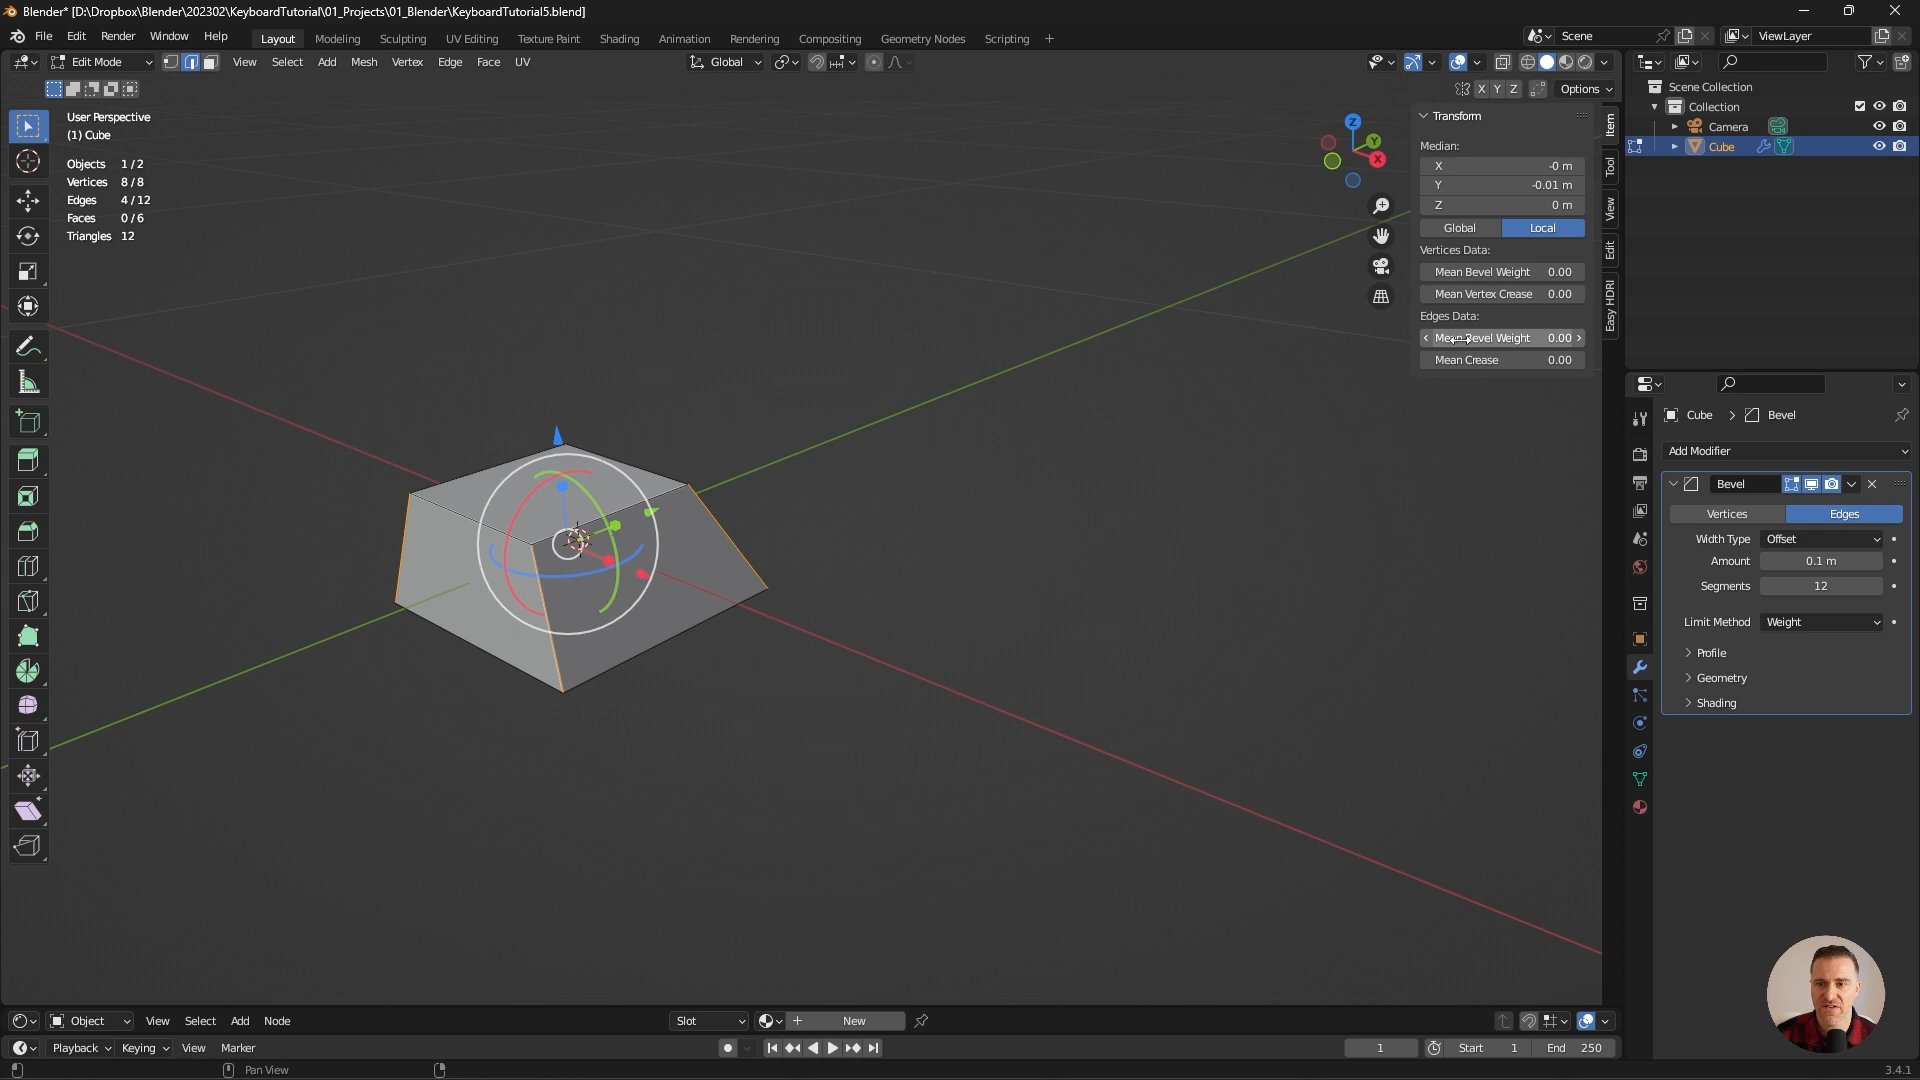 Blender* [D:\Dropbox\Blender\202302\KeyboardTutorial\01_Projects\01_Blender\KeyboardTutorial5.blend]
File Edit Render Window Help Layout Modeling Sculpting UV Editing Texture Paint Shading Animation Rendering Compositing Geometry Nodes Scripting + Scene ViewLayer
Edit Mode View Select Add Mesh Vertex Edge Face UV Global
X Y Z Options
User Perspective
(1) Cube
Objects 1/2
Vertices 8/8
Edges 4/12
Faces 0/6
Triangles 12
Z
Y
X
Transform
Median:
X -0 m
Y -0.01 m
Z 0 m
Global Local
Vertices Data:
Mean Bevel Weight 0.00
Mean Vertex Crease 0.00
Edges Data:
Mean Bevel Weight 0.00
Mean Crease 0.00
Item
Tool
View
Edit
Easy HDRI
Scene Collection
Collection
Camera
Cube
Cube > Bevel
Add Modifier
Bevel
Vertices Edges
Width Type Offset
Amount 0.1 m
Segments 12
Limit Method Weight
Profile
Geometry
Shading
Object View Select Add Node Slot + New
Playback Keying View Marker 1 Start 1 End 250
Pan View 3.4.1